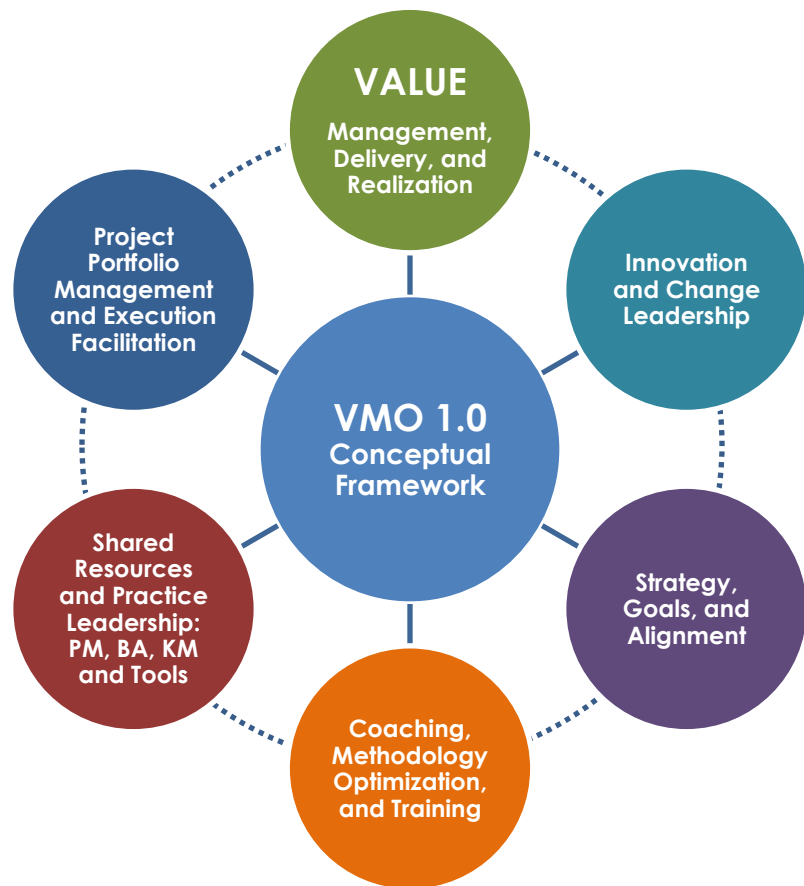 VALUE
Management,
Delivery, and
Realization
Project
Portfolio
Management
and Execution
Facilitation
Innovation
and Change
Leadership
VMO 1.0
Conceptual
Framework
Shared
Resources
and Practice
Leadership:
PM, BA, KM
and Tools
Strategy,
Goals, and
Alignment
Coaching,
Methodology
Optimization,
and Training